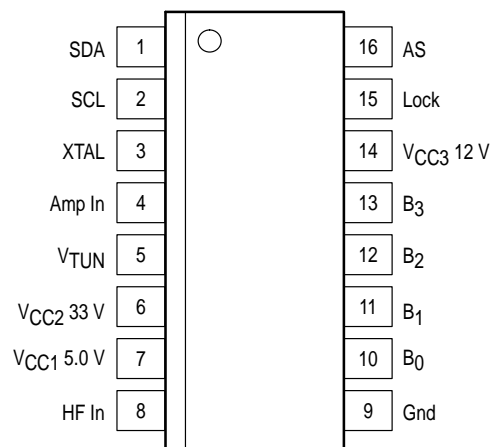 SDA 1 16 AS
SCL 2 15 Lock
XTAL 3 14 VCC3 12 V
Amp In 4 13 B3
VTUN 5 12 B2
VCC2 33 V 6 11 B1
VCC1 5.0 V 7 10 B0
HF In 8 9 Gnd